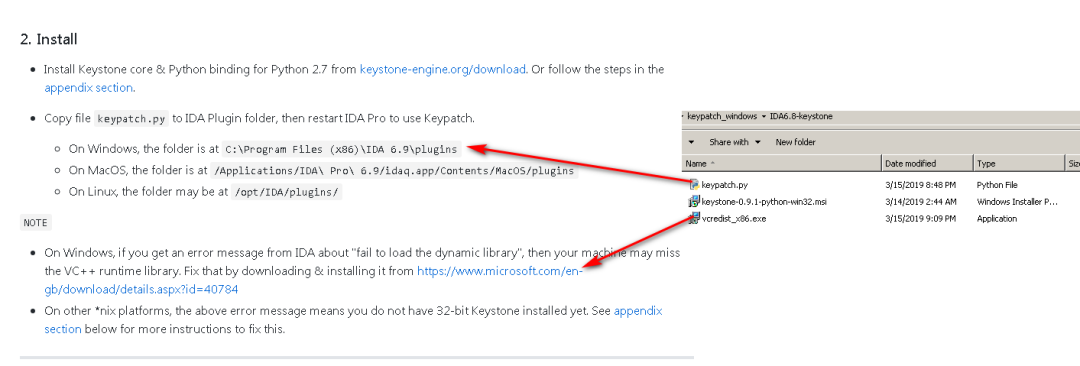 2. Install
Install Keystone core & Python binding for Python 2.7 from keystone-engine.org/download. Or follow the steps in the
appendix section.
Copy file keypatch.py to IDA Plugin folder, then restart IDA Pro to use Keypatch.
On Windows, the folder is at C:\Program Files (x86)\IDA 6.9\plugins
On MacOS, the folder is at /Applications/IDA\ Pro\ 6.9/idaq.app/Contents/MacOS/plugins
On Linux, the folder may be at /opt/IDA/plugins/
NOTE
On Windows, if you get an error message from IDA about "fail to load the dynamic library", then your machine may miss
the VC++ runtime library. Fix that by downloading & installing it from https://www.microsoft.com/en-
gb/download/details.aspx?id=40784
On other *nix platforms, the above error message means you do not have 32-bit Keystone installed yet. See appendix
section below for more instructions to fix this.
keypatch_windows IDA6.8-keystone
Share with New folder
Name Date modified Type Size
keypatch.py 3/15/2019 8:48 PM Python File
keystone-0.9.1-python-win32.msi 3/14/2019 2:44 AM Windows Installer P...
vcredist_x86.exe 3/15/2019 9:09 PM Application